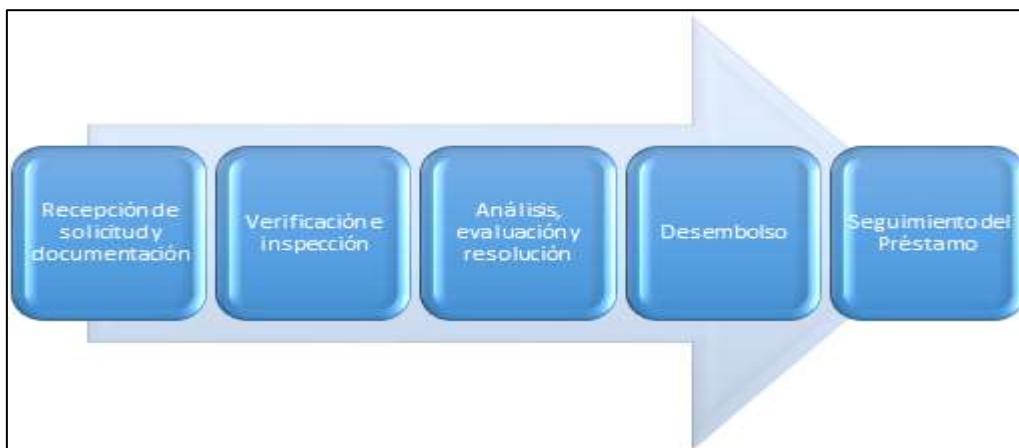 Recepción de
solicitud y
documentación
Verificación e
inspección
Análisis,
evaluación y
resolución
Desembolso
Seguimiento del
Préstamo